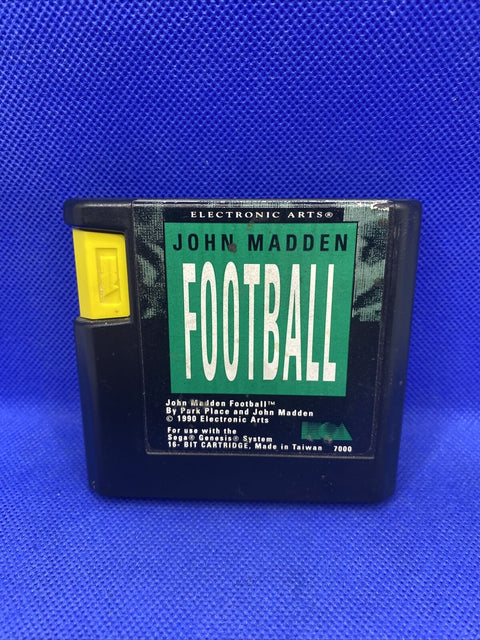 ELECTRONIC ARTS®
JOHN MADDEN
FOOTBALL
John Madden Football™
By Park Place and John Madden
© 1990 Electronic Arts
For use with the
Sega® Genesis® System
16- BIT CARTRIDGE, Made in Taiwan 7000